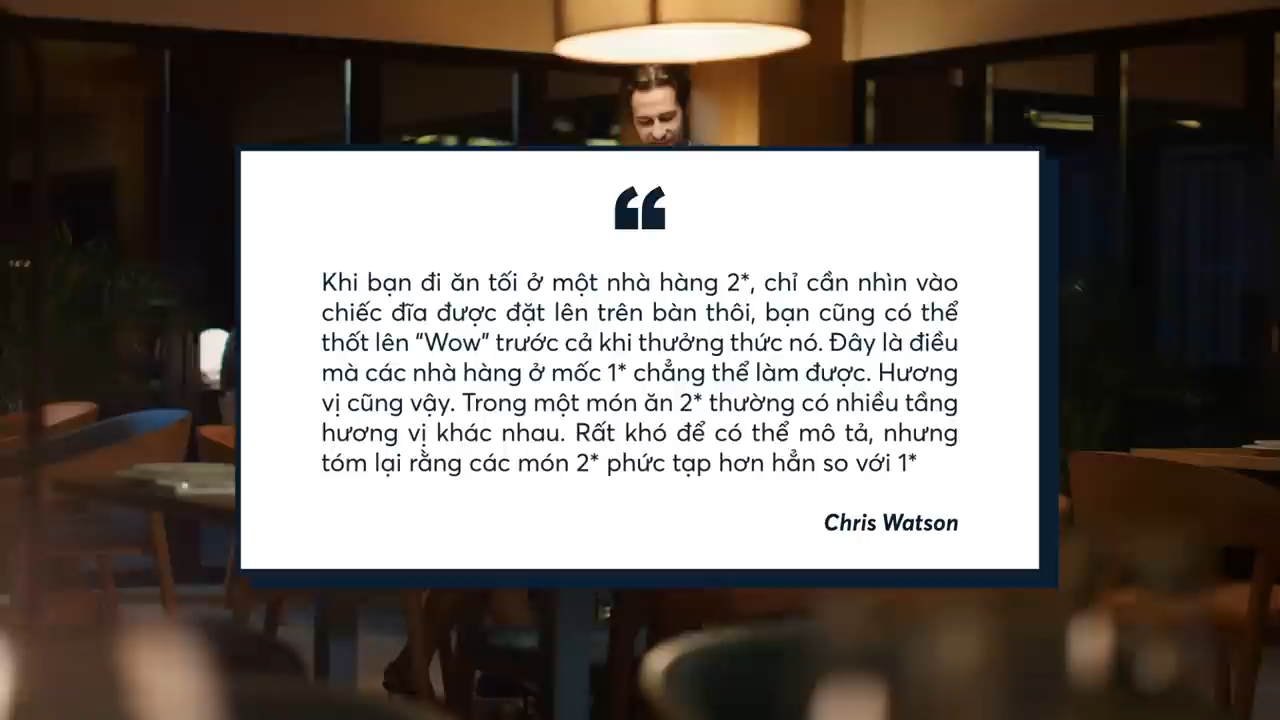 “
Khi bạn đi ăn tối ở một nhà hàng 2*, chỉ cần nhìn vào
chiếc đĩa được đặt lên trên bàn thôi, bạn cũng có thể
thốt lên “Wow” trước cả khi thưởng thức nó. Đây là điều
mà các nhà hàng ở mốc 1* chẳng thể làm được. Hương
vị cũng vậy. Trong một món ăn 2* thường có nhiều tầng
hương vị khác nhau. Rất khó để có thể mô tả, nhưng
tóm lại rằng các món 2* phức tạp hơn hẳn so với 1*
Chris Watson